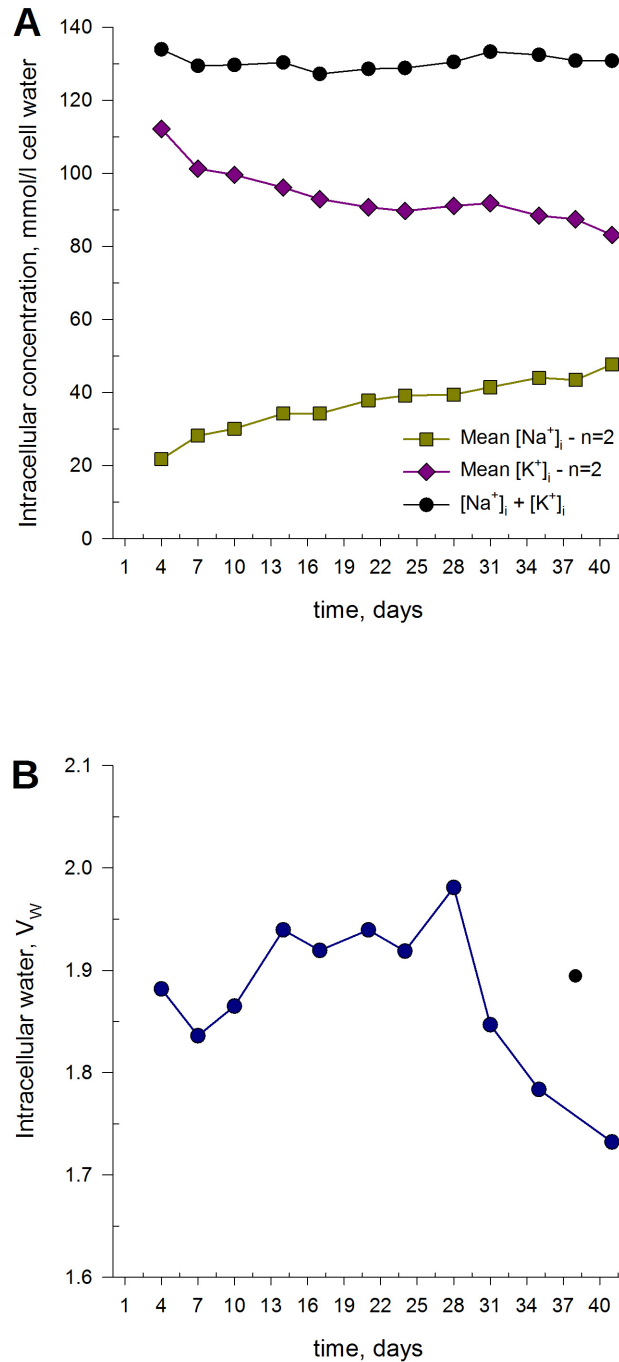 A
Intracellular concentration, mmol/l cell water
140
120
100
80
60
40
20
0
Mean [Na⁺]ᵢ - n=2
Mean [K⁺]ᵢ - n=2
[Na⁺]ᵢ + [K⁺]ᵢ
1 4 7 10 13 16 19 22 25 28 31 34 37 40
time, days
B
Intracellular water, V_W
2.1
2.0
1.9
1.8
1.7
1.6
1 4 7 10 13 16 19 22 25 28 31 34 37 40
time, days